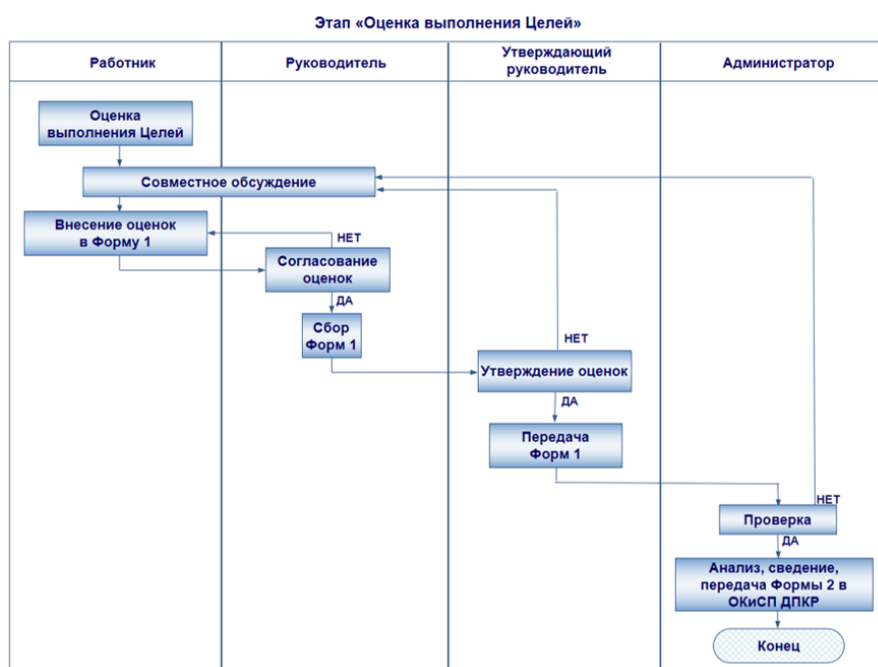 Этап «Оценка выполнения Целей»
Работник
Руководитель
Утверждающий
руководитель
Администратор
Оценка
выполнения Целей
Совместное обсуждение
Внесение оценок
в Форму 1
НЕТ
Согласование
оценок
ДА
Сбор
Форм 1
НЕТ
Утверждение оценок
ДА
Передача
Форм 1
НЕТ
Проверка
ДА
Анализ, сведение,
передача Формы 2 в
ОКиСП ДПКР
Конец